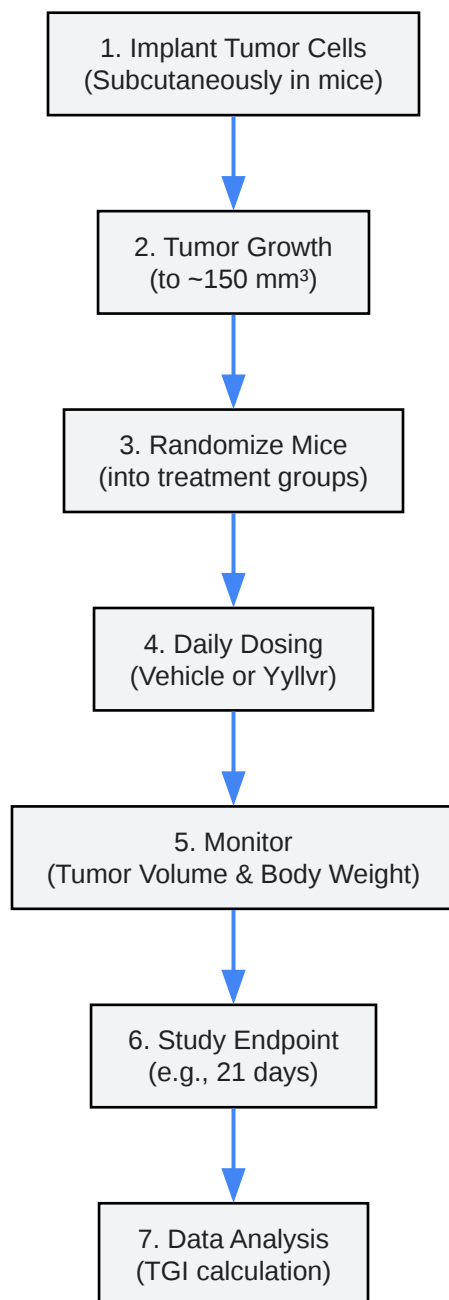 1. Implant Tumor Cells
(Subcutaneously in mice)
2. Tumor Growth
(to ~150 mm³)
3. Randomize Mice
(into treatment groups)
4. Daily Dosing
(Vehicle or Yyllvr)
5. Monitor
(Tumor Volume & Body Weight)
6. Study Endpoint
(e.g., 21 days)
7. Data Analysis
(TGI calculation)